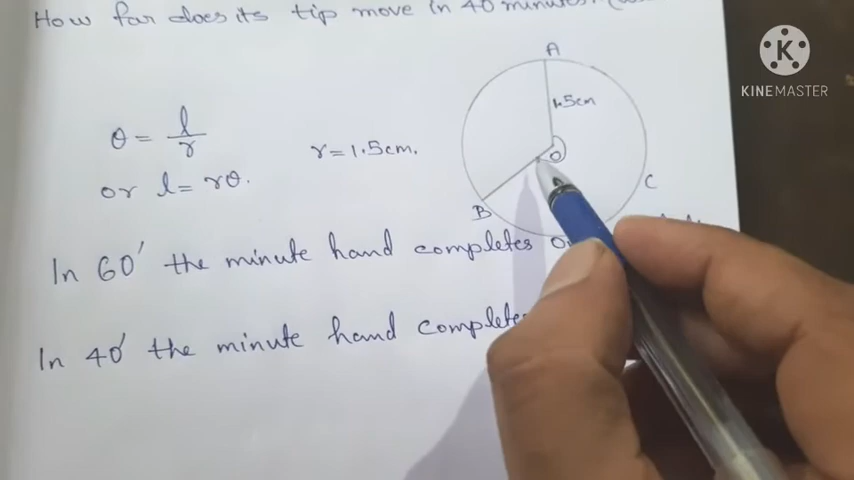 How far does its tip move in 40 minutes?
A
1.5cm
θ = l/r
r=1.5cm.
O
or l= rθ.
C
B
In 60' the minute hand completes
In 40' the minute hand completes
K
KINEMASTER